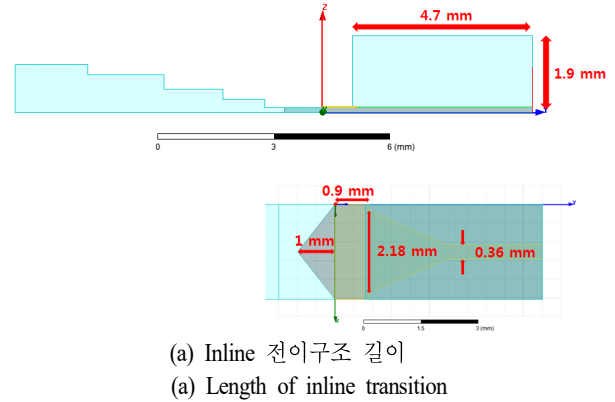 4.7 mm
Z
1.9 mm
0 3 6 (mm)
0.9 mm
Y
1 mm
2.18 mm
0.36 mm
X
0 1.5 3 (mm)
(a) Inline 전이구조 길이
(a) Length of inline transition